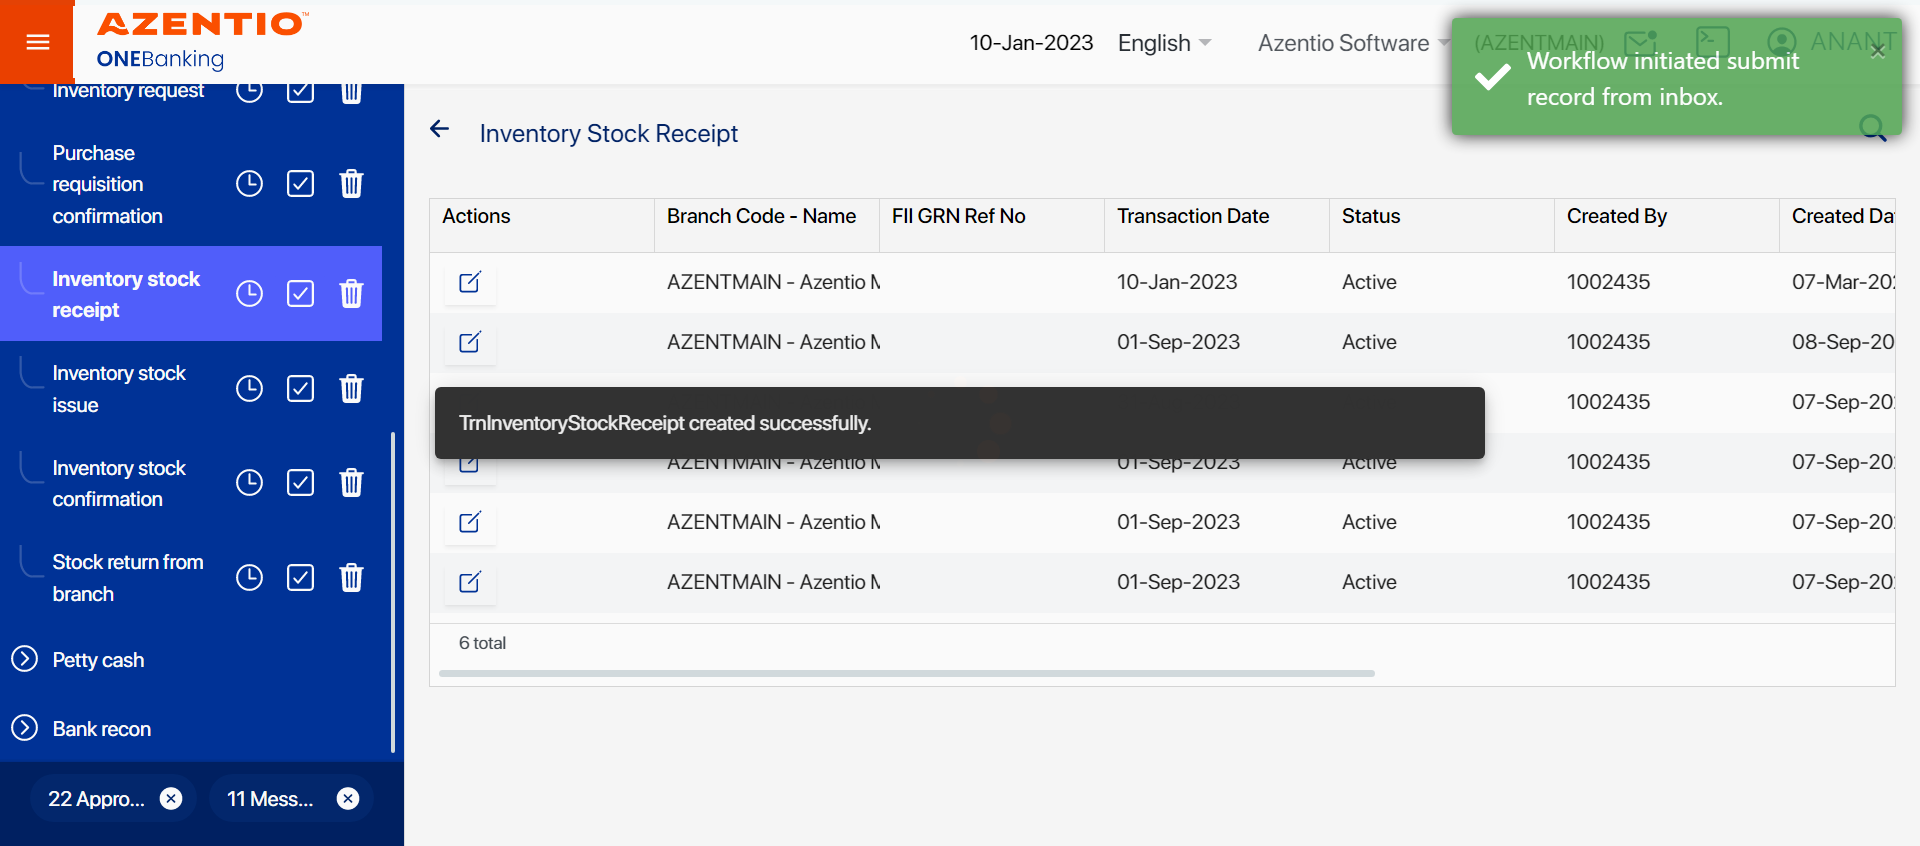 AZENTIO™
ONEBanking
10-Jan-2023
English
Azentio Software
(AZENTMAIN)
ANANT
Workflow initiated submit
record from inbox.
×
Inventory request
Purchase
requisition
confirmation
Inventory stock
receipt
Inventory stock
issue
Inventory stock
confirmation
Stock return from
branch
Petty cash
Bank recon
22 Appro...
11 Mess...
Inventory Stock Receipt
Actions Branch Code - Name FII GRN Ref No Transaction Date Status Created By Created Da
AZENTMAIN - Azentio 10-Jan-2023 Active 1002435 07-Mar-202
AZENTMAIN - Azentio 01-Sep-2023 Active 1002435 08-Sep-20
1002435 07-Sep-20
TrnInventoryStockReceipt created successfully.
AZENTMAIN - Azentio 01-Sep-2023 Active 1002435 07-Sep-20
AZENTMAIN - Azentio 01-Sep-2023 Active 1002435 07-Sep-20
AZENTMAIN - Azentio 01-Sep-2023 Active 1002435 07-Sep-20
6 total